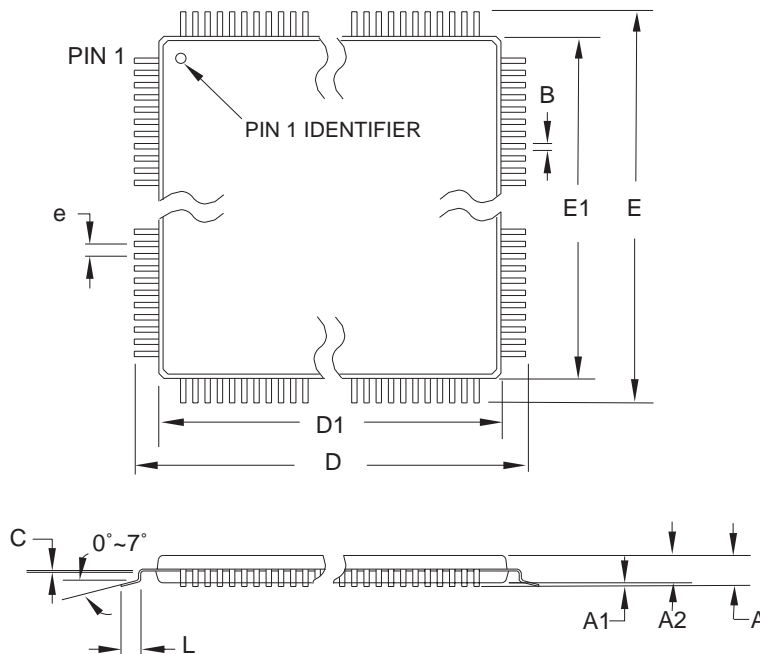 PIN 1
PIN 1 IDENTIFIER
B
e
E1
E
D1
D
C
0°~7°
L
A1
A2
A